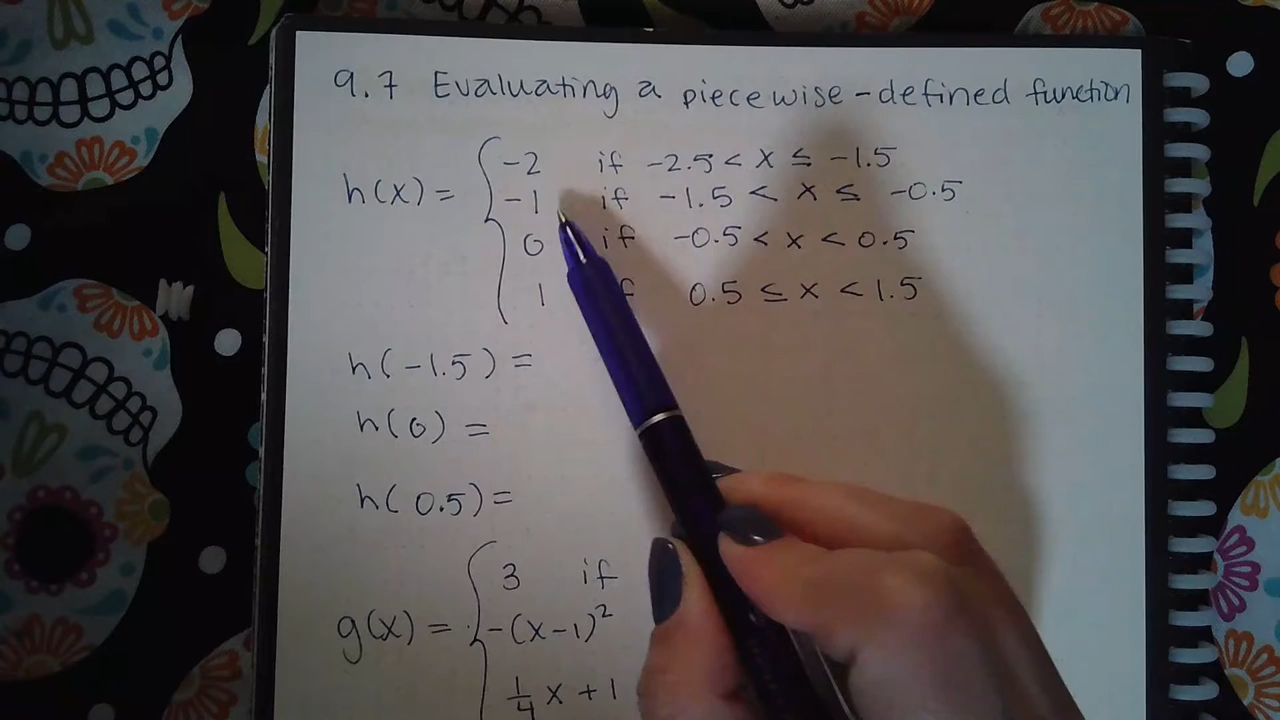 9.7 Evaluating a piecewise-defined function
h(x) = { -2 if -2.5 < x ≤ -1.5
-1 if -1.5 < x ≤ -0.5
0 if -0.5 < x < 0.5
1 f 0.5 ≤ x < 1.5
h(-1.5) =
h(0) =
h(0.5) =
g(x) = { 3 if
-(x-1)²
1/4 x + 1